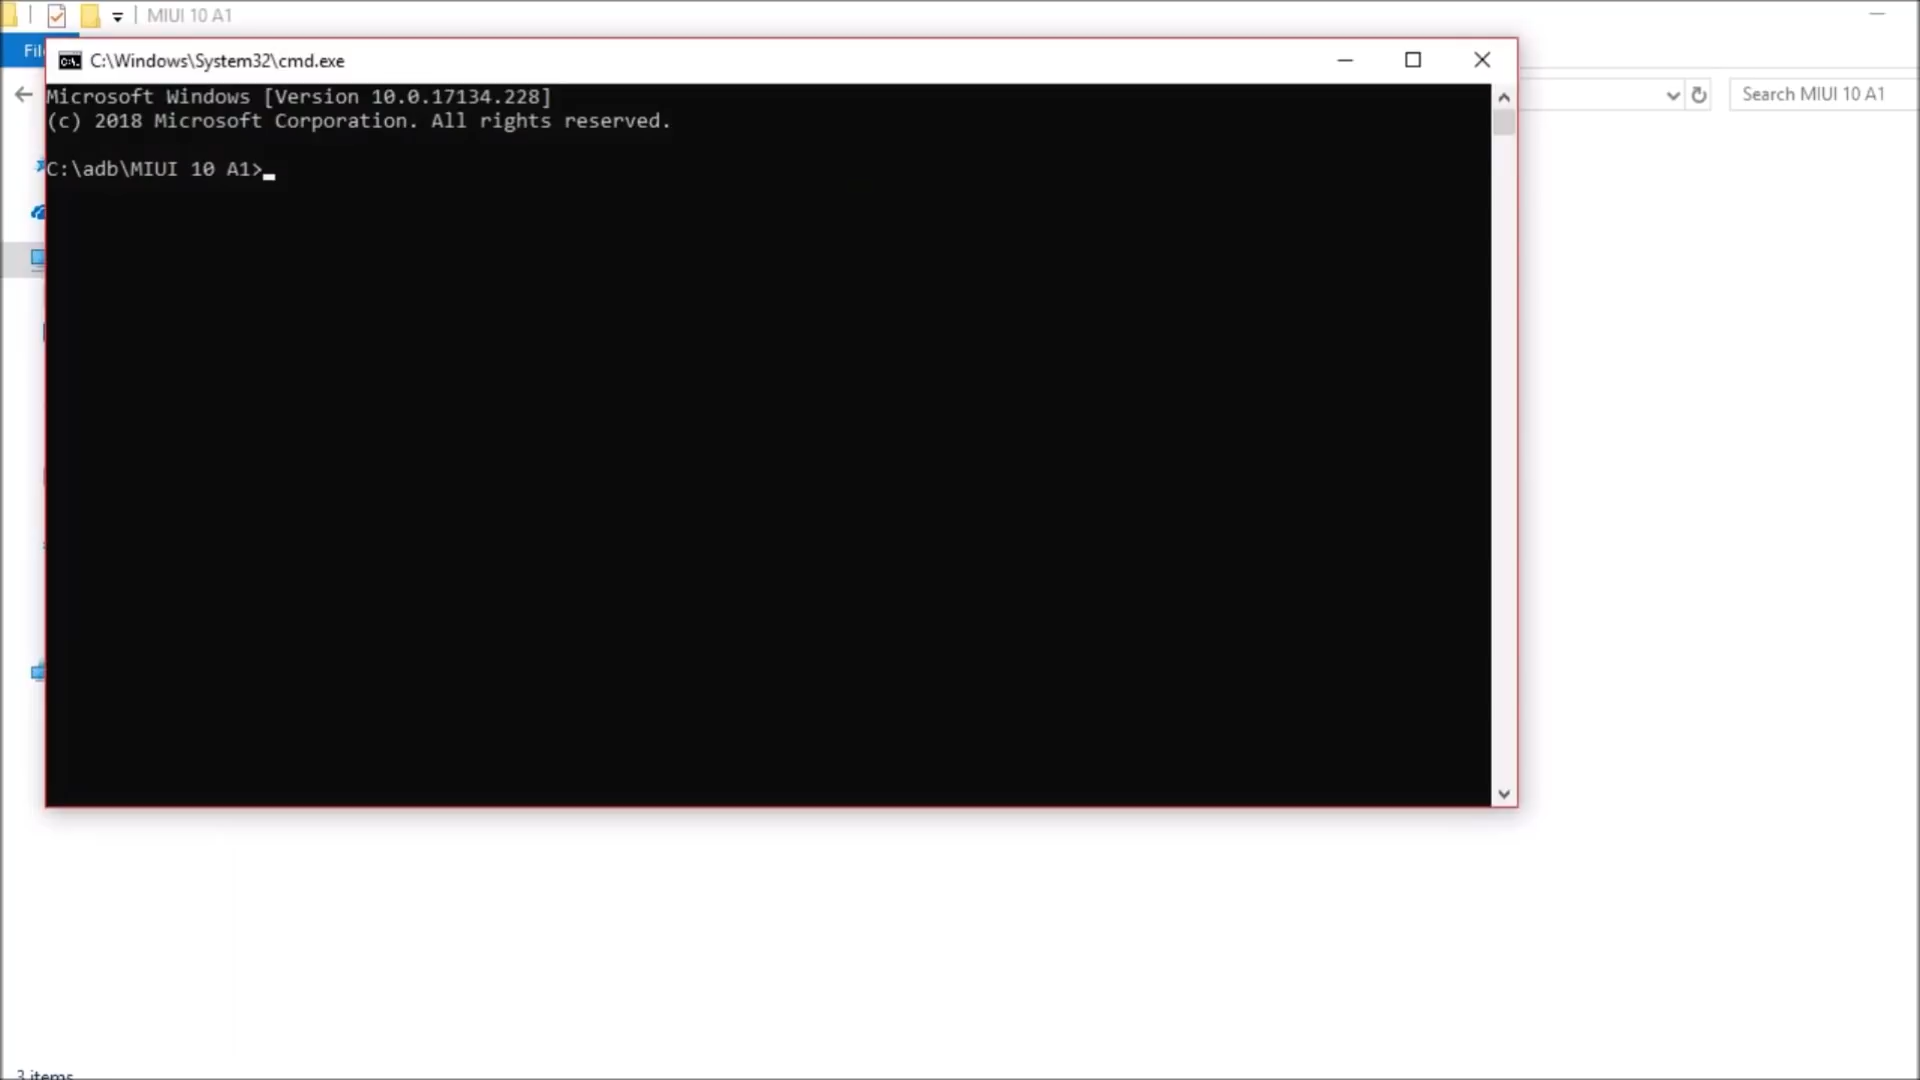 MIUI 10 A1
Fil
C:\Windows\System32\cmd.exe
Search MIUI 10 A1
Microsoft Windows [Version 10.0.17134.228]
(c) 2018 Microsoft Corporation. All rights reserved.
C:\adb\MIUI 10 A1>
3 items